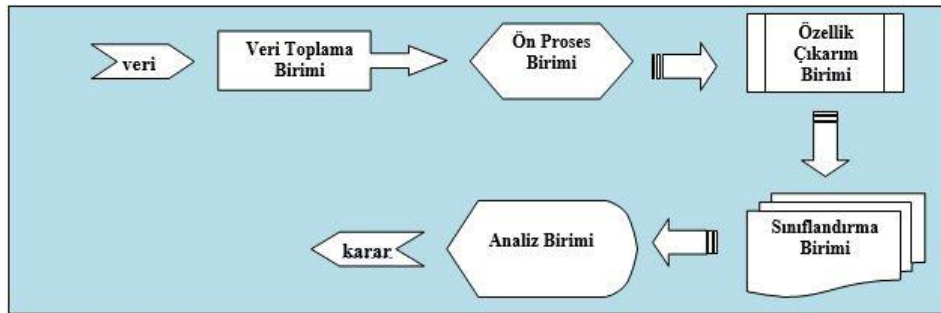 veri
Veri Toplama
Birimi
Ön Proses
Birimi
Özellik
Çıkarım
Birimi
Sınıflandırma
Birimi
Analiz Birimi
karar